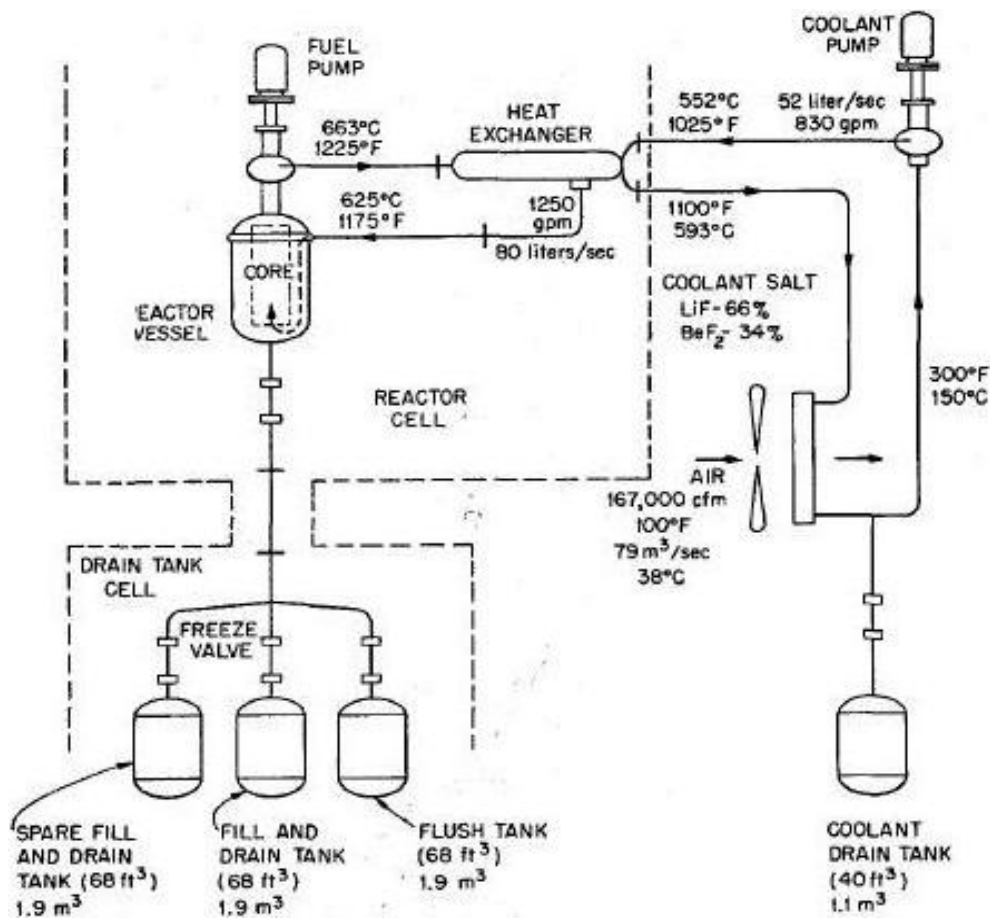 FUEL
PUMP
COOLANT
PUMP
663°C
1225°F
HEAT
EXCHANGER
552°C
1025°F
52 liter/sec
830 gpm
625°C
1175°F
1250
gpm
80 liters/sec
1100°F
593°C
CORE
EACTOR
VESSEL
COOLANT SALT
LiF-66%
BeF2-34%
REACTOR
CELL
300°F
150°C
AIR
167,000 cfm
100°F
79 m3/sec
38°C
DRAIN TANK
CELL
FREEZE
VALVE
SPARE FILL
AND DRAIN
TANK (68 ft3)
1.9 m3
FILL AND
DRAIN TANK
(68 ft3)
1.9 m3
FLUSH TANK
(68 ft3)
1.9 m3
COOLANT
DRAIN TANK
(40 ft3)
1.1 m3